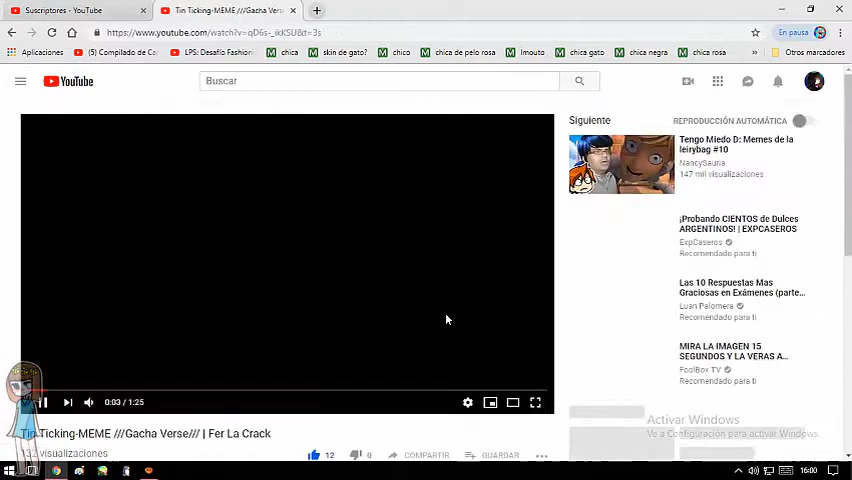 Suscriptores - YouTube
Tin Ticking-MEME ///Gacha Vers
https://www.youtube.com/watch?v=qD6s-_ikKSU&t=3s
En pausa
Aplicaciones
(5) Compilado de Ca
LPS: Desafío Fashion
chica
skin de gato?
chico
chica de pelo rosa
Imouto
chica gato
chica negra
chica rosa
Otros marcadores
YouTube
Buscar
Siguiente
REPRODUCCIÓN AUTOMÁTICA
Tengo Miedo D: Memes de la
leirybag #10
NancySauria
147 mil visualizaciones
¡Probando CIENTOS de Dulces
ARGENTINOS! | EXPCASEROS
ExpCaseros
Recomendado para ti
Las 10 Respuestas Mas
Graciosas en Exámenes (parte...
Luan Palomera
Recomendado para ti
MIRA LA IMAGEN 15
SEGUNDOS Y LA VERAS A...
FoolBox TV
Recomendado para ti
0:03 / 1:25
Tin Ticking-MEME ///Gacha Verse/// | Fer La Crack
132 visualizaciones
12
0
COMPARTIR
GUARDAR
Activar Windows
Ve a Configuración para activar Windows.
16:00